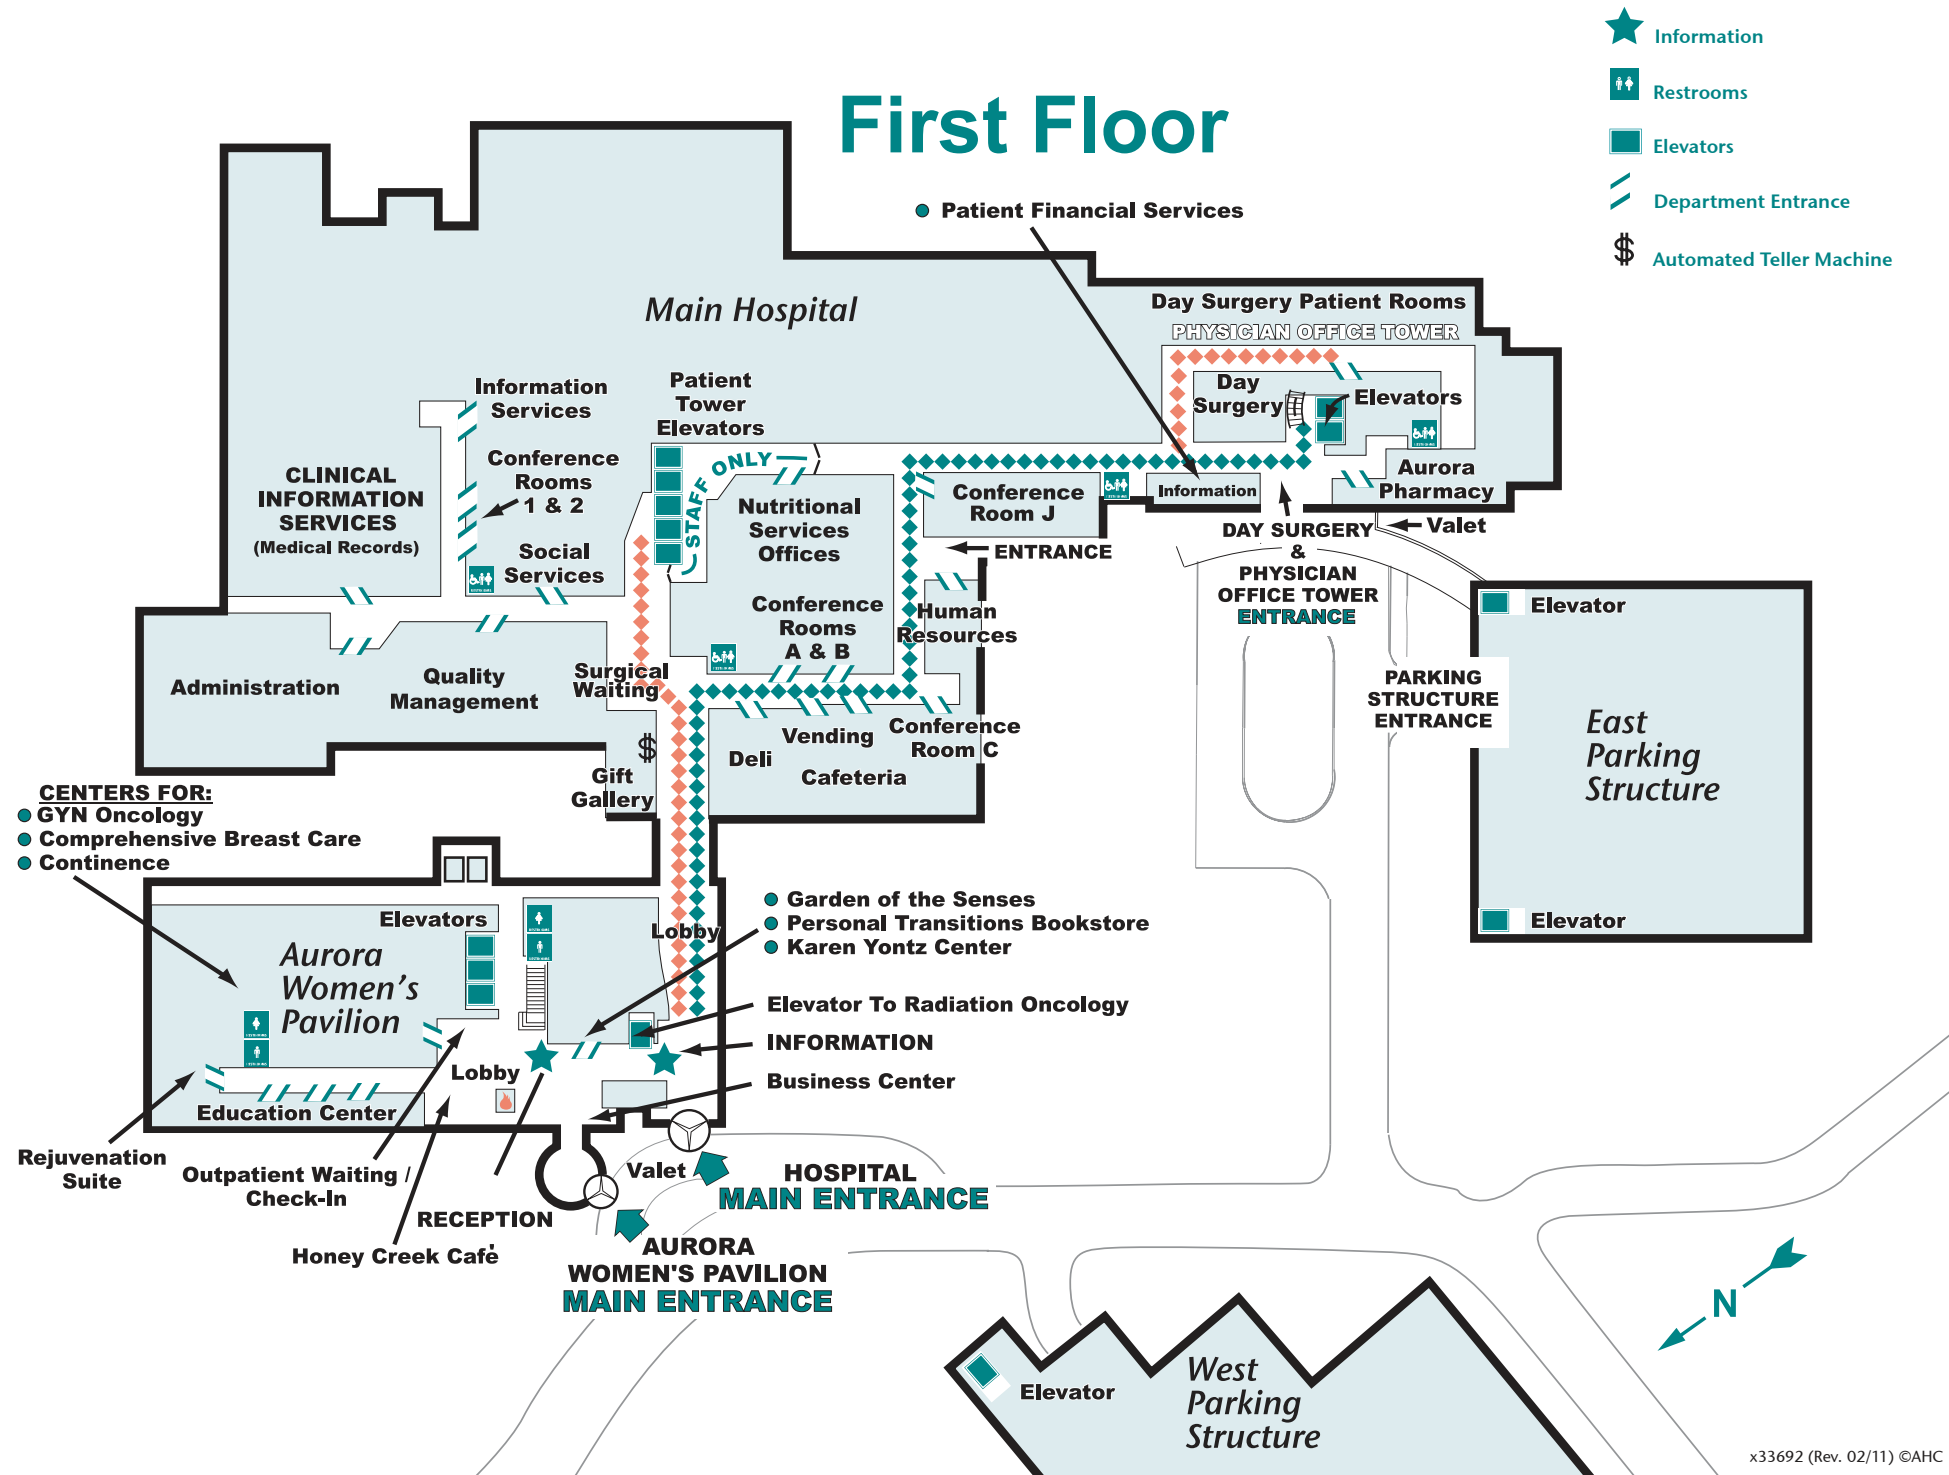 First Floor
Information
Restrooms
Elevators
Department Entrance
$
Automated Teller Machine
Patient Financial Services
Main Hospital
Day Surgery Patient Rooms
PHYSICIAN OFFICE TOWER
Day
Surgery
Elevators
Aurora
Pharmacy
Information
Conference
Room J
ENTRANCE
DAY SURGERY
&
PHYSICIAN
OFFICE TOWER
ENTRANCE
Valet
Patient
Tower
Elevators
STAFF ONLY
Information
Services
Conference
Rooms
1 & 2
Social
Services
CLINICAL
INFORMATION
SERVICES
(Medical Records)
Nutritional
Services
Offices
Conference
Rooms
A & B
Human
Resources
Elevator
Administration
Quality
Management
Surgical
Waiting
PARKING
STRUCTURE
ENTRANCE
East
Parking
Structure
Elevator
Conference
Room C
Vending
Deli
Cafeteria
$
Gift
Gallery
CENTERS FOR:
GYN Oncology
Comprehensive Breast Care
Continence
Elevators
Aurora
Women's
Pavilion
Lobby
Garden of the Senses
Personal Transitions Bookstore
Karen Yontz Center
Elevator To Radiation Oncology
INFORMATION
Business Center
Lobby
Education Center
Rejuvenation
Suite
Outpatient Waiting /
Check-In
Honey Creek Café
RECEPTION
Valet
HOSPITAL
MAIN ENTRANCE
AURORA
WOMEN'S PAVILION
MAIN ENTRANCE
N
Elevator
West
Parking
Structure
x33692 (Rev. 02/11) ©AHC